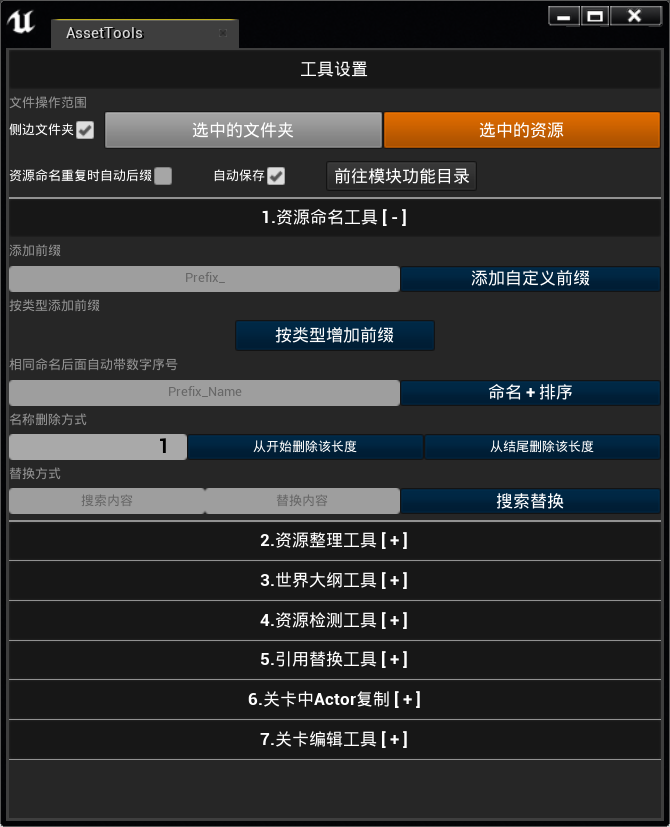 AssetTools
工具设置
文件操作范围
侧边文件夹 选中的文件夹 选中的资源
资源命名重复时自动后缀 自动保存 前往模块功能目录
1.资源命名工具 [ - ]
添加前缀
Prefix_ 添加自定义前缀
按类型添加前缀
按类型增加前缀
相同命名后面自动带数字序号
Prefix_Name 命名 + 排序
名称删除方式
1 从开始删除该长度 从结尾删除该长度
替换方式
搜索内容 替换内容 搜索替换
2.资源整理工具 [ + ]
3.世界大纲工具 [ + ]
4.资源检测工具 [ + ]
5.引用替换工具 [ + ]
6.关卡中Actor复制 [ + ]
7.关卡编辑工具 [ + ]